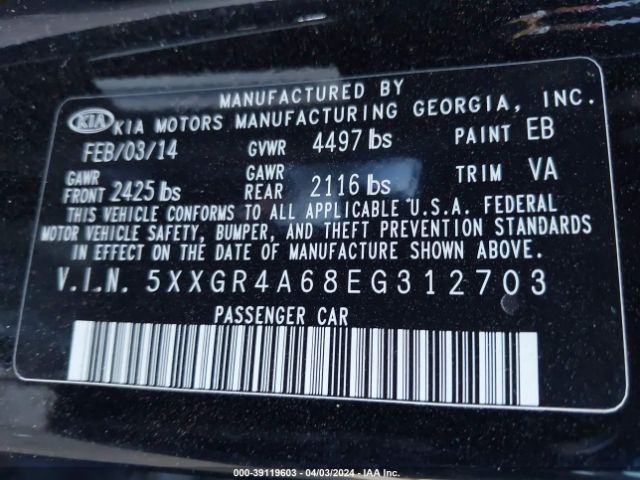 MANUFACTURED BY
KIA KIA MOTORS MANUFACTURING GEORGIA, INC.
FEB/03/14 GVWR 4497 lbs PAINT EB
GAWR FRONT 2425 lbs GAWR REAR 2116 lbs TRIM VA
THIS VEHICLE CONFORMS TO ALL APPLICABLE U.S.A. FEDERAL
MOTOR VEHICLE SAFETY, BUMPER, AND THEFT PREVENTION STANDARDS
IN EFFECT ON THE DATE OF MANUFACTURE SHOWN ABOVE.
V.I.N. 5XXGR4A68EG312703
PASSENGER CAR
000-39119603 - 04/03/2024 - IAA Inc.